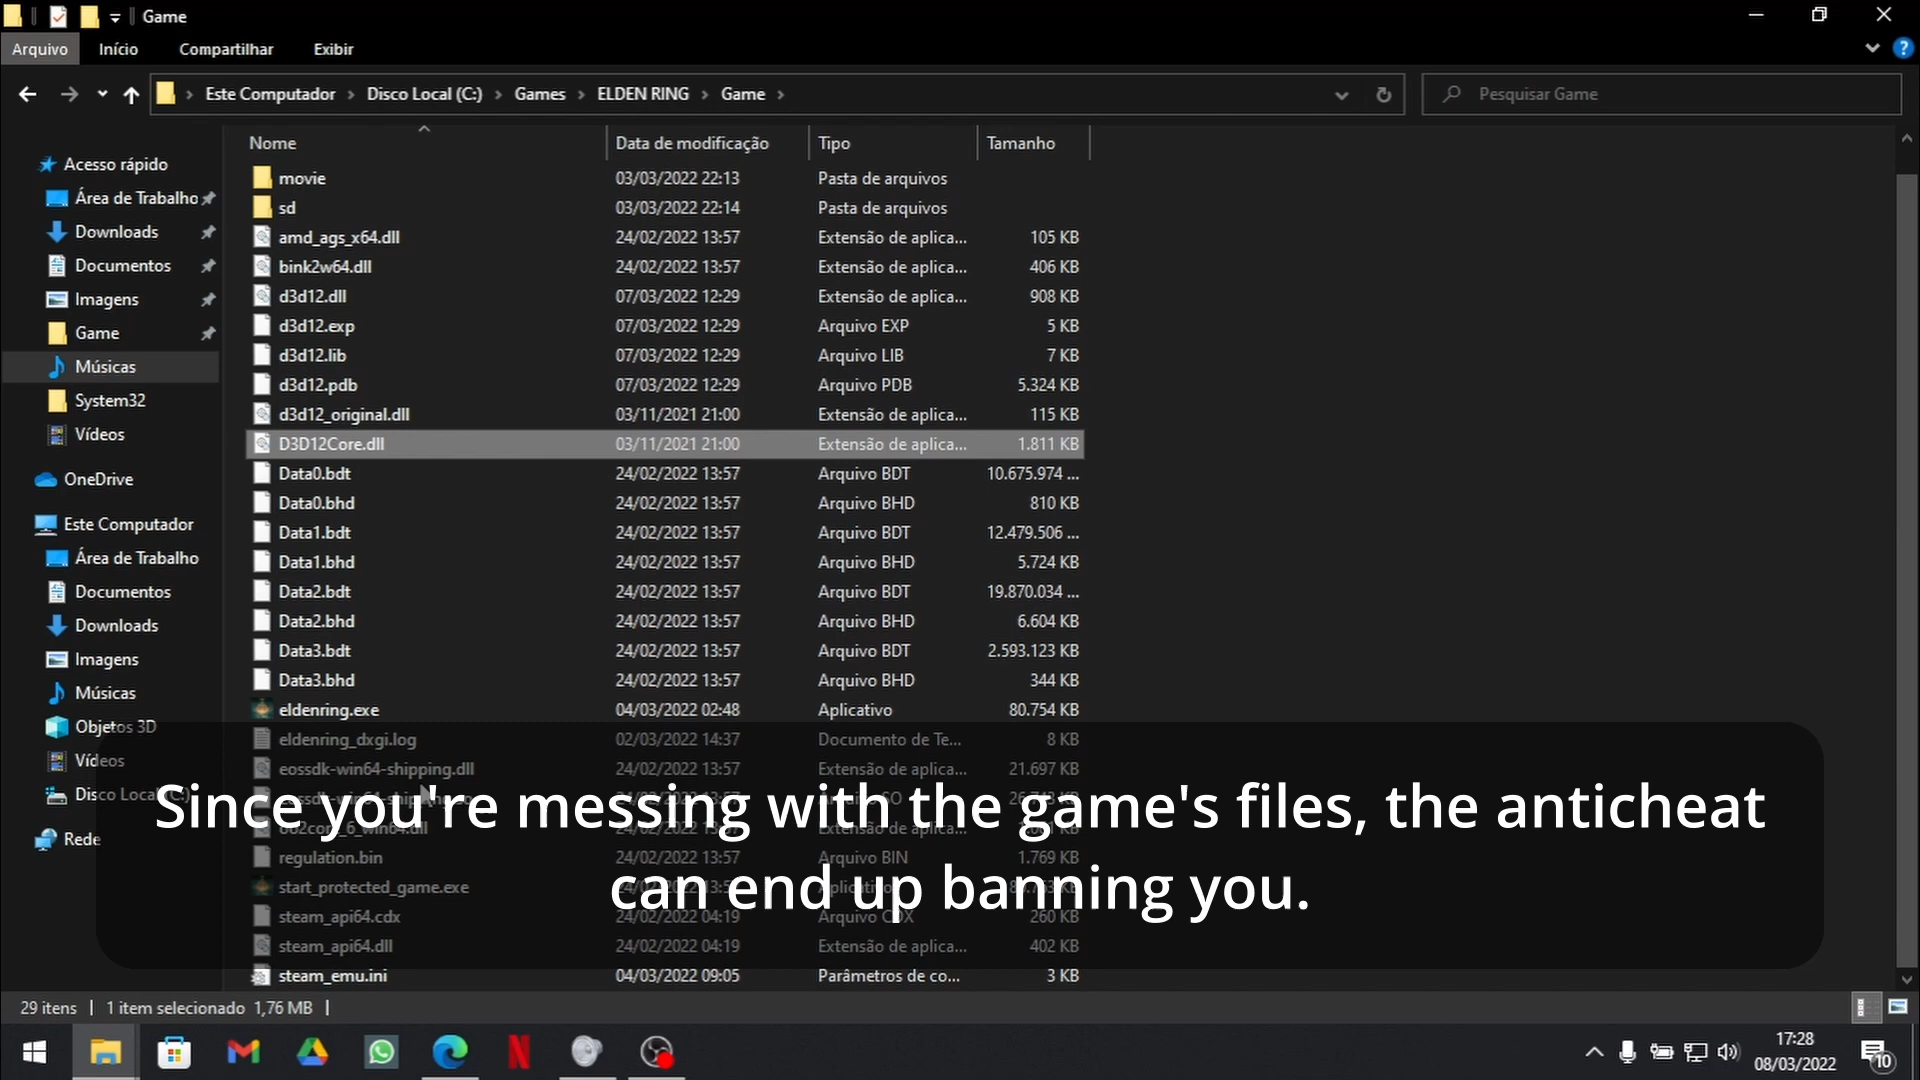 Game
Arquivo Início Compartilhar Exibir
Este Computador Disco Local (C:) Games ELDEN RING Game
Pesquisar Game
Nome Data de modificação Tipo Tamanho
Acesso rápido
Área de Trabalho
Downloads
Documentos
Imagens
Game
Músicas
System32
Vídeos
OneDrive
Este Computador
Área de Trabalho
Documentos
Downloads
Imagens
Músicas
Objetos 3D
Vídeos
Rede
movie 03/03/2022 22:13 Pasta de arquivos
sd 03/03/2022 22:14 Pasta de arquivos
amd_ags_x64.dll 24/02/2022 13:57 Extensão de aplica... 105 KB
bink2w64.dll 24/02/2022 13:57 Extensão de aplica... 406 KB
d3d12.dll 07/03/2022 12:29 Extensão de aplica... 908 KB
d3d12.exp 07/03/2022 12:29 Arquivo EXP 5 KB
d3d12.lib 07/03/2022 12:29 Arquivo LIB 7 KB
d3d12.pdb 07/03/2022 12:29 Arquivo PDB 5.324 KB
d3d12_original.dll 03/11/2021 21:00 Extensão de aplica... 115 KB
D3D12Core.dll 03/11/2021 21:00 Extensão de aplica... 1.811 KB
Data0.bdt 24/02/2022 13:57 Arquivo BDT 10.675.974 ...
Data0.bhd 24/02/2022 13:57 Arquivo BHD 810 KB
Data1.bdt 24/02/2022 13:57 Arquivo BDT 12.479.506 ...
Data1.bhd 24/02/2022 13:57 Arquivo BHD 5.724 KB
Data2.bdt 24/02/2022 13:57 Arquivo BDT 19.870.034 ...
Data2.bhd 24/02/2022 13:57 Arquivo BHD 6.604 KB
Data3.bdt 24/02/2022 13:57 Arquivo BDT 2.593.123 KB
Data3.bhd 24/02/2022 13:57 Arquivo BHD 344 KB
eldenring.exe 04/03/2022 02:48 Aplicativo 80.754 KB
eldenring_dxgi.log 02/03/2022 14:37 Documento de Te... 8 KB
eossdk-win64-shipping.dll 24/02/2022 13:57 Extensão de aplica... 21.697 KB
regulation.bin 24/02/2022 13:57 Arquivo BIN 1.769 KB
start_protected_game.exe
steam_api64.cdx 24/02/2022 04:19 260 KB
steam_api64.dll 24/02/2022 04:19 Extensão de aplica... 402 KB
steam_emu.ini 04/03/2022 09:05 Parâmetros de co... 3 KB
Since you're messing with the game's files, the anticheat
can end up banning you.
29 itens 1 item selecionado 1,76 MB
17:28
08/03/2022
10